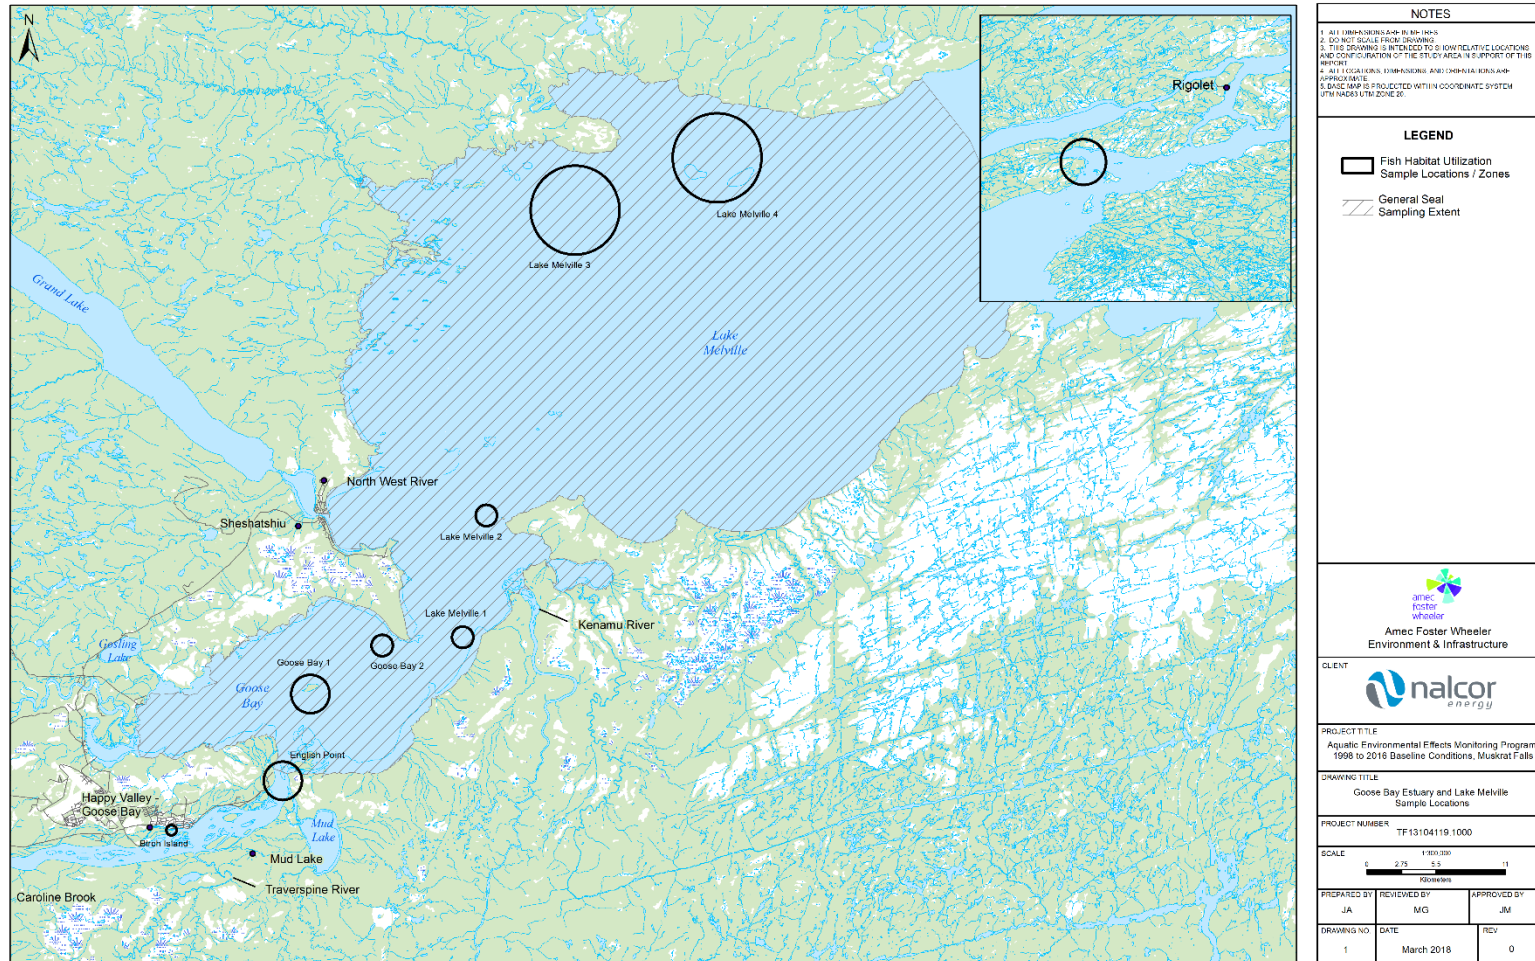 N
Rigolet
Lake Melville 4
Lake Melville 3
Grand Lake
Lake
Melville
North West River
Sheshatshiu
Lake Melville 2
Lake Melville 1
Kenamu River
Gosling
Lake
Goose Bay 1
Goose Bay 2
Goose
Bay
English Point
Happy Valley -
Goose Bay
Birch Island
Mud
Lake
Mud Lake
Traverspine River
Caroline Brook
NOTES
1. ALL DIMENSIONS ARE IN METRES
2. DO NOT SCALE FROM DRAWING
3. THIS DRAWING IS INTENDED TO SHOW RELATIVE LOCATIONS
AND CONFIGURATION OF THE STUDY AREA IN SUPPORT OF THIS
REPORT
4. ALL LOCATIONS, DIMENSIONS, AND ORIENTATIONS ARE
APPROXIMATE.
5. BASE MAP IS PROJECTED WITHIN COORDINATE SYSTEM
UTM NAD83 UTM ZONE 20.
LEGEND
Fish Habitat Utilization
Sample Locations / Zones
General Seal
Sampling Extent
amec
foster
wheeler
Amec Foster Wheeler
Environment & Infrastructure
CLIENT
nalcor
energy
PROJECT TITLE
Aquatic Environmental Effects Monitoring Program
1998 to 2016 Baseline Conditions, Muskrat Falls
DRAWING TITLE
Goose Bay Estuary and Lake Melville
Sample Locations
PROJECT NUMBER
TF13104119.1000
SCALE
1:300,000
0 2.75 5.5 11
Kilometers
PREPARED BY REVIEWED BY APPROVED BY
JA MG JM
DRAWING NO. DATE REV
1 March 2018 0